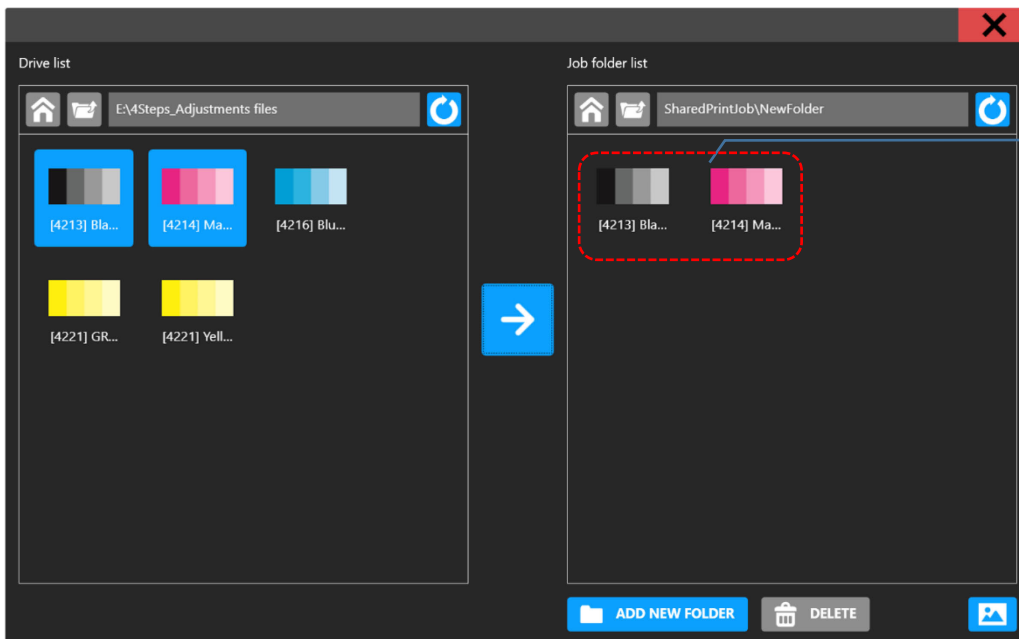 Drive list
Job folder list
E:\4Steps_Adjustments files
SharedPrintJob\NewFolder
[4213] Bla...
[4214] Ma...
[4216] Blu...
[4213] Bla...
[4214] Ma...
[4221] GR...
[4221] Yell...
ADD NEW FOLDER
DELETE